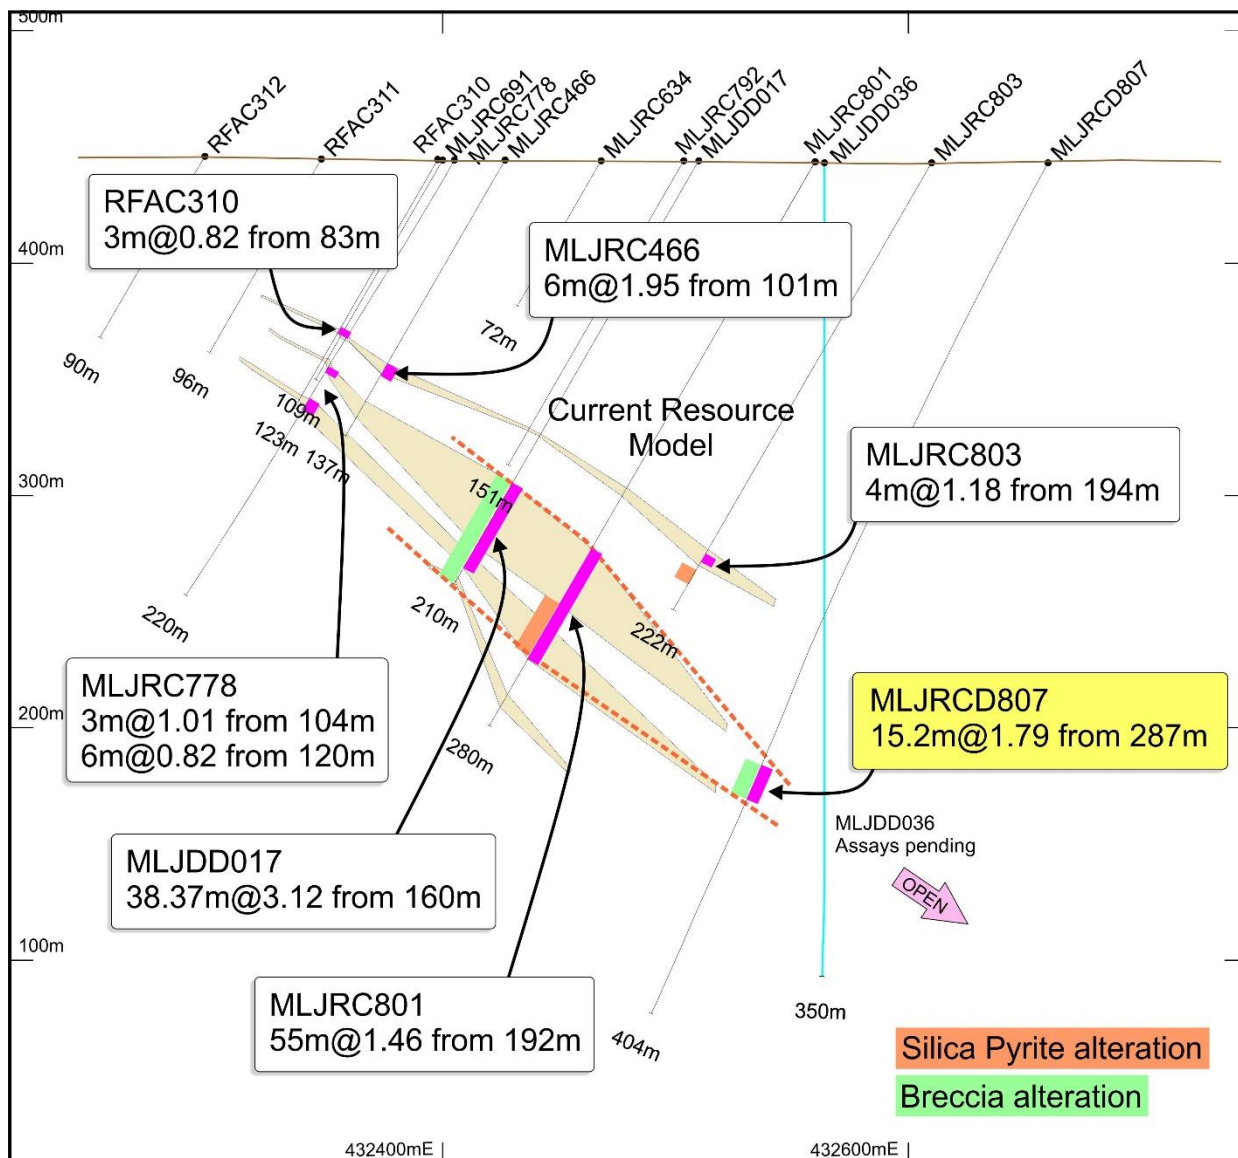 500m
RFAC312
RFAC311
RFAC310
MLJRC691
MLJRC778
MLJRC466
MLJRC634
MLJRC792
MLJDD017
MLJRC801
MLJDD036
MLJRC803
MLJRCD807
RFAC310
3m@0.82 from 83m
MLJRC466
6m@1.95 from 101m
400m
72m
90m
96m
109m
123m
137m
Current Resource
Model
MLJRC803
4m@1.18 from 194m
300m
151m
210m
220m
222m
MLJRC778
3m@1.01 from 104m
6m@0.82 from 120m
MLJRCD807
15.2m@1.79 from 287m
200m
280m
MLJDD036
Assays pending
MLJDD017
38.37m@3.12 from 160m
OPEN
100m
MLJRC801
55m@1.46 from 192m
350m
404m
Silica Pyrite alteration
Breccia alteration
432400mE
432600mE